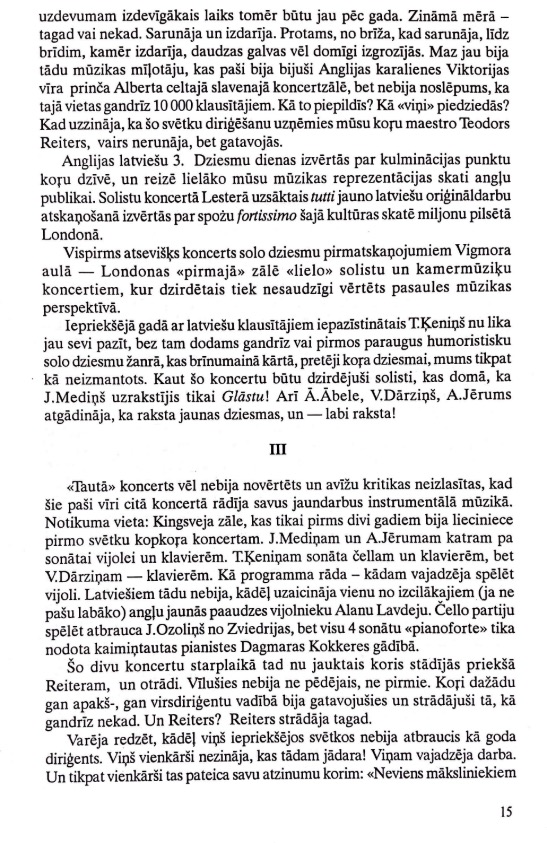 uzdevumam izdevīgākais laiks tomēr būtu jau pēc gada. Zināmā mērā –
tagad vai nekad. Sarunāja un izdarīja. Protams, no brīža, kad sarunāja, līdz
brīdim, kamēr izdarīja, daudzas galvas vēl domīgi izgrozījās. Maz jau bija
tādu mūzikas mīļotāju, kas paši bija bijuši Anglijas karalienes Viktorijas
vīra prinča Alberta celtajā slavenajā koncertzālē, bet nebija noslēpums, ka
tajā vietas gandrīz 10 000 klausītājiem. Kā to piepildīs? Kā «viņi» piedziedās?
Kad uzzināja, ka šo svētku diriģēšanu uzņēmies mūsu koŗu maestro Teodors
Reiters, vairs nerunāja, bet gatavojās.
Anglijas latviešu 3. Dziesmu dienas izvērtās par kulminācijas punktu
koŗu dzīvē, un reizē lielāko mūsu mūzikas reprezentācijas skati angļu
publikai. Solistu koncertā Lesterā uzsāktais tutti jauno latviešu oriģināldarbu
atskaņošanā izvērtās par spožu fortissimo šajā kultūras skatē miljonu pilsētā
Londonā.
Vispirms atsevišķs koncerts solo dziesmu pirmatskaņojumiem Vigmora
aulā — Londonas «pirmajā» zālē «lielo» solistu un kamermūziķu
koncertiem, kur dzirdētais tiek nesaudzīgi vērtēts pasaules mūzikas
perspektīvā.
Iepriekšējā gadā ar latviešu klausītājiem iepazīstinātais T.Ķeniņš nu lika
jau sevi pazīt, bez tam dodams gandrīz vai pirmos paraugus humoristisku
solo dziesmu žanrā, kas brīnumainā kārtā, pretēji koŗa dziesmai, mums tikpat
kā neizmantots. Kaut šo koncertu būtu dzirdējuši solisti, kas domā, ka
J.Mediņš uzrakstījis tikai Glāstu! Arī Ā.Ābele, V.Dārziņš, A.Jērums
atgādināja, ka raksta jaunas dziesmas, un — labi raksta!
III
«Tautā» koncerts vēl nebija novērtēts un avīžu kritikas neizlasītas, kad
šie paši vīri citā koncertā rādīja savus jaundarbus instrumentālā mūzikā.
Notikuma vieta: Kingsveja zāle, kas tikai pirms divi gadiem bija lieciniece
pirmo svētku kopkoŗa koncertam. J.Mediņam un A.Jērumam katram pa
sonātai vijolei un klavierēm. T.Ķeniņam sonāta čellam un klavierēm, bet
V.Dārziņam — klavierēm. Kā programma rāda – kādam vajadzēja spēlēt
vijoli. Latviešiem tādu nebija, kādēļ uzaicināja vienu no izcilākajiem (ja ne
pašu labāko) angļu jaunās paaudzes vijolnieku Alanu Lavdeju. Čello partiju
spēlēt atbrauca J.Ozoliņš no Zviedrijas, bet visu 4 sonātu «pianoforte» tika
nodota kaimiņtautas pianistes Dagmaras Kokkeres gādībā.
Šo divu koncertu starplaikā tad nu jauktais koris stādījās priekšā
Reiteram, un otrādi. Vīlušies nebija ne pēdējais, ne pirmie. Koŗi dažādu
gan apakš-, gan virsdiriģentu vadībā bija gatavojušies un strādājuši tā, kā
gandrīz nekad. Un Reiters? Reiters strādāja tagad.
Varēja redzēt, kādēļ viņš iepriekšējos svētkos nebija atbraucis kā goda
diriģents. Viņš vienkārši nezināja, kas tādam jādara! Viņam vajadzēja darba.
Un tikpat vienkārši tas pateica savu atzinumu korim: «Neviens māksliniekiem
15